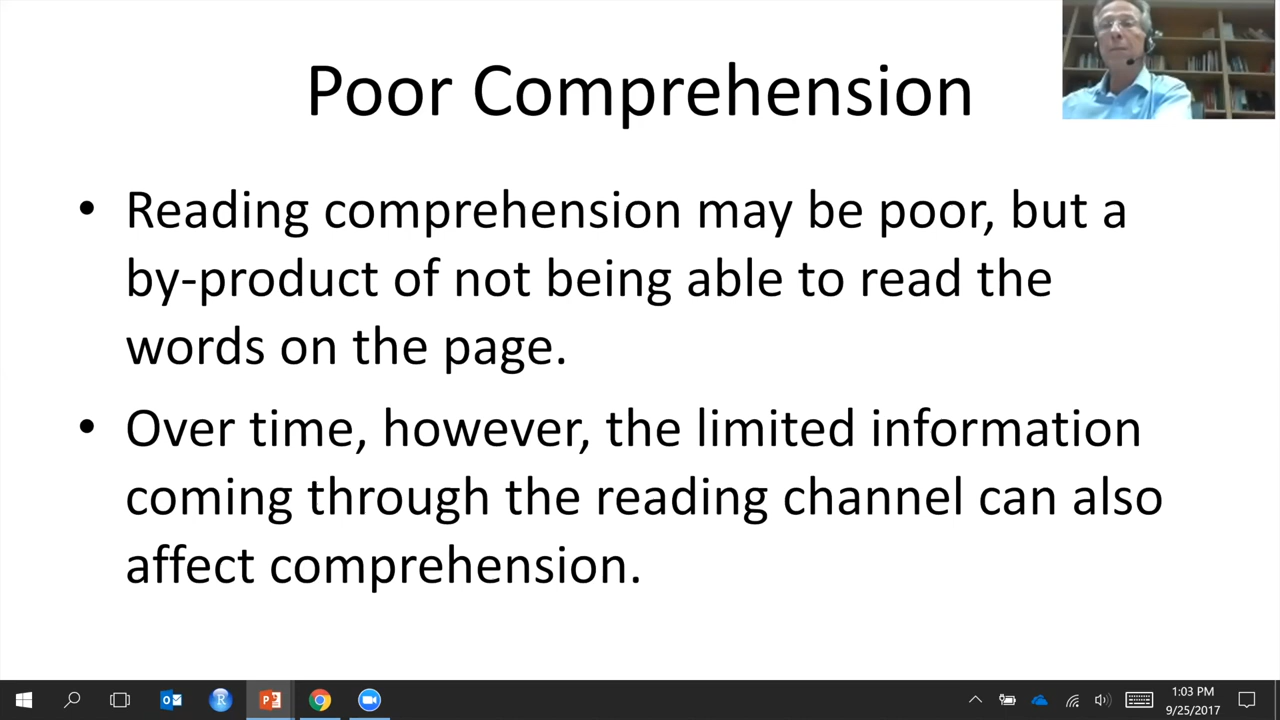 Poor Comprehension
• Reading comprehension may be poor, but a
by-product of not being able to read the
words on the page.
• Over time, however, the limited information
coming through the reading channel can also
affect comprehension.
1:03 PM
9/25/2017